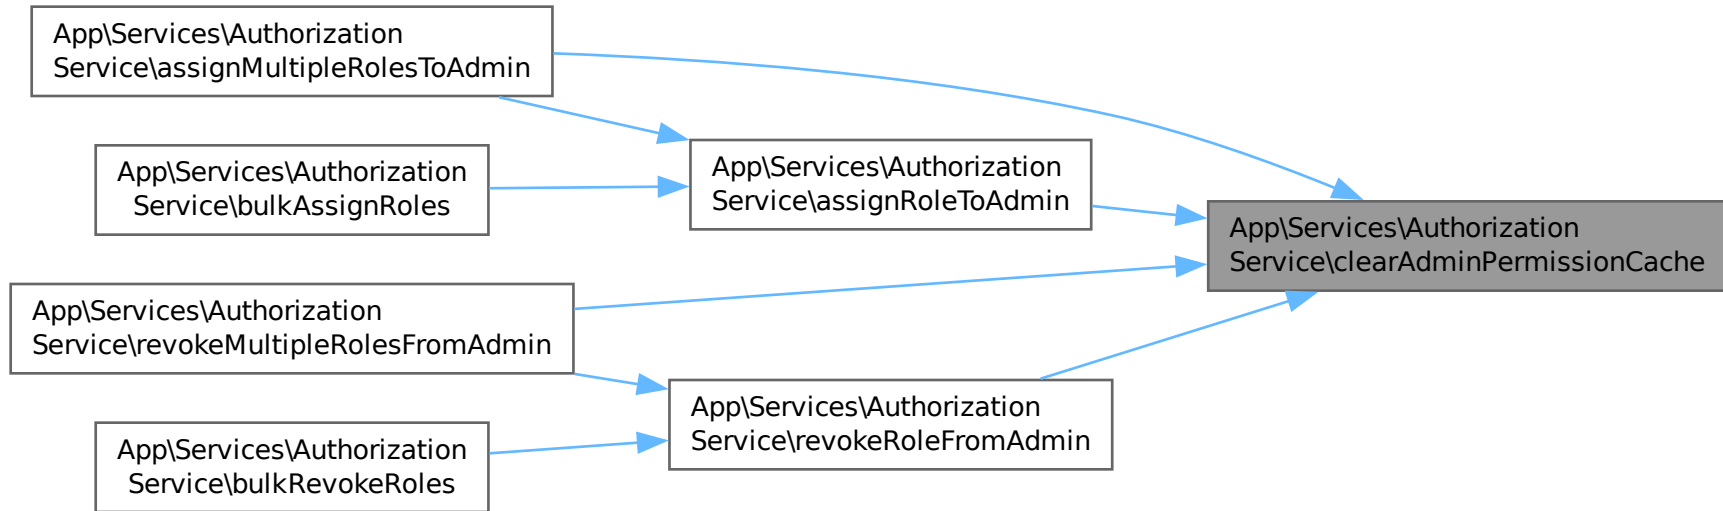 App\Services\Authorization
Service\assignMultipleRolesToAdmin
App\Services\Authorization
Service\bulkAssignRoles
App\Services\Authorization
Service\assignRoleToAdmin
App\Services\Authorization
Service\clearAdminPermissionCache
App\Services\Authorization
Service\revokeMultipleRolesFromAdmin
App\Services\Authorization
Service\revokeRoleFromAdmin
App\Services\Authorization
Service\bulkRevokeRoles